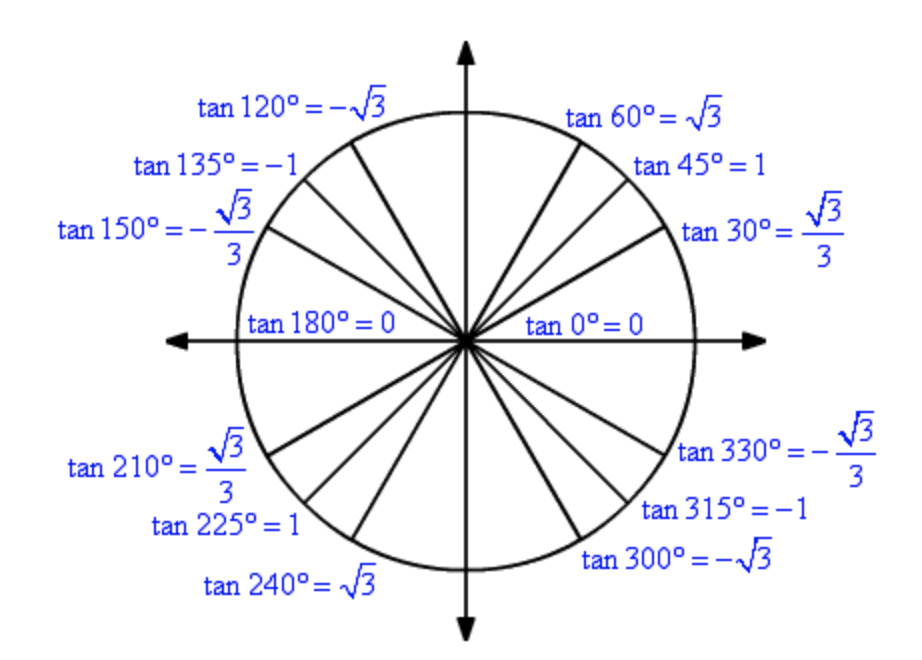 tan 120° = -√3
tan 60° = √3
tan 135° = -1
tan 45° = 1
tan 150° = -√3/3
tan 30° = √3/3
tan 180° = 0
tan 0° = 0
tan 210° = √3/3
tan 330° = -√3/3
tan 225° = 1
tan 315° = -1
tan 240° = √3
tan 300° = -√3